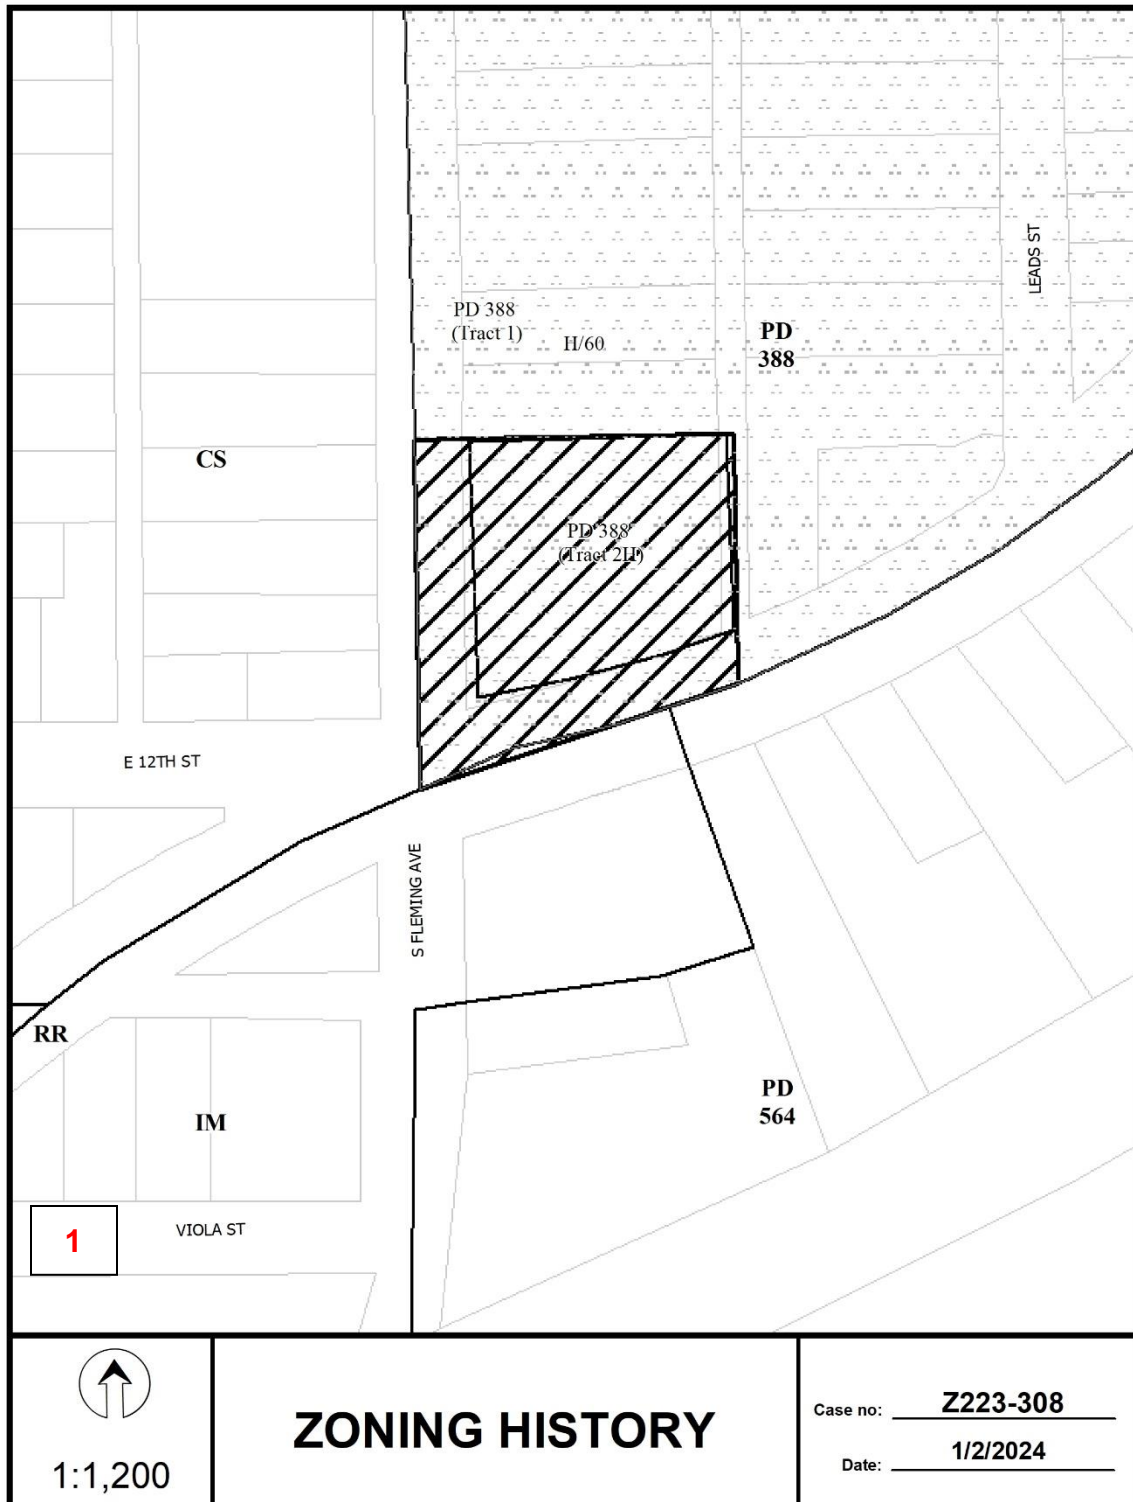 LEADS ST
PD 388
(Tract 1)
H/60
PD
388
CS
PD 388
(Tract 2H)
E 12TH ST
S FLEMING AVE
RR
IM
PD
564
1
VIOLA ST
1:1,200
ZONING HISTORY
Case no: Z223-308
Date: 1/2/2024